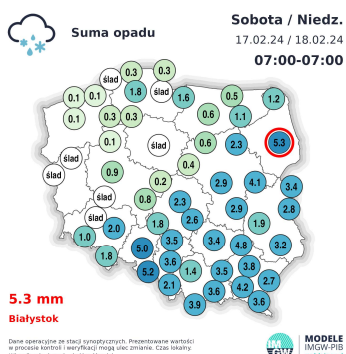 Suma opadu
Sobota / Niedz.
17.02.24 / 18.02.24
07:00-07:00
ślad 0.3 0.3
0.1 0.1 1.8 ślad 1.6 0.5 1.2
0.1 0.3 0.3 0.6 1.1
0.1 ślad 0.6 2.3 5.3
ślad 0.4
ślad 0.9 0.2 2.9 4.1 3.4
ślad 0.8 2.3 2.9 2.8
ślad 2.6
1.0 2.0 1.8 1.9
5.0 3.5 3.4 4.8 3.2
1.8 3.6
5.2 1.4 3.5 3.8
2.1 3.6 4.2 2.7
3.9 3.6
5.3 mm
Białystok
Dane operacyjne ze stacji synoptycznych. Prezentowane wartości
w procesie kontroli i weryfikacji mogą ulec zmianie. Czas lokalny.
IMGW
MODELE
IMGW-PIB